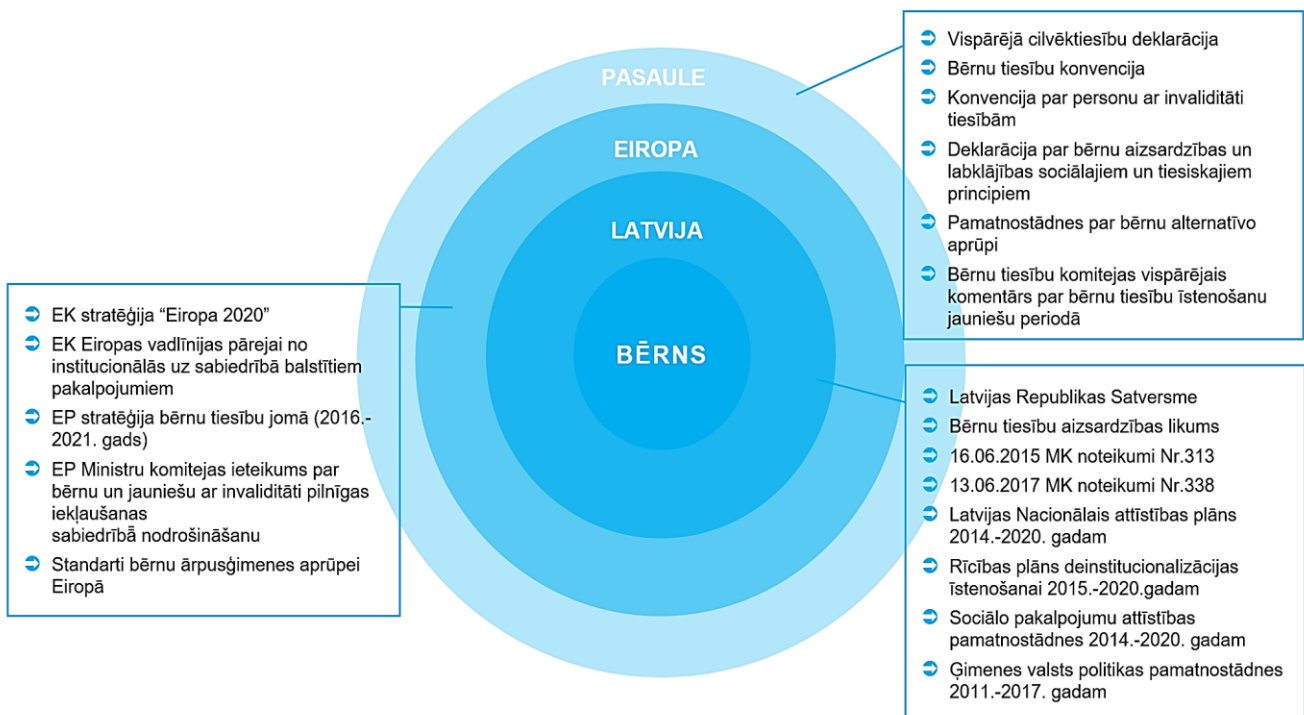 PASAULE
EIROPA
LATVIJA
BĒRNS
Vispārējā cilvēktiesību deklarācija
Bērnu tiesību konvencija
Konvencija par personu ar invaliditāti
tiesībām
Deklarācija par bērnu aizsardzības un
labklājības sociālajiem un tiesiskajiem
principiem
Pamatnostādnes par bērnu alternatīvo
aprūpi
Bērnu tiesību komitejas vispārējais
komentārs par bērnu tiesību īstenošanu
jauniešu periodā
EK stratēģija “Eiropa 2020”
EK Eiropas vadlīnijas pārejai no
institucionālās uz sabiedrībā balstītiem
pakalpojumiem
EP stratēģija bērnu tiesību jomā (2016.-
2021. gads)
EP Ministru komitejas ieteikums par
bērnu un jauniešu ar invaliditāti pilnīgas
iekļaušanas
sabiedrībā nodrošināšanu
Standarti bērnu ārpusģimenes aprūpei
Eiropā
Latvijas Republikas Satversme
Bērnu tiesību aizsardzības likums
16.06.2015 MK noteikumi Nr.313
13.06.2017 MK noteikumi Nr.338
Latvijas Nacionālais attīstības plāns
2014.-2020. gadam
Rīcības plāns deinstitucionalizācijas
īstenošanai 2015.-2020.gadam
Sociālo pakalpojumu attīstības
pamatnostādnes 2014.-2020. gadam
Ģimenes valsts politikas pamatnostādnes
2011.-2017. gadam